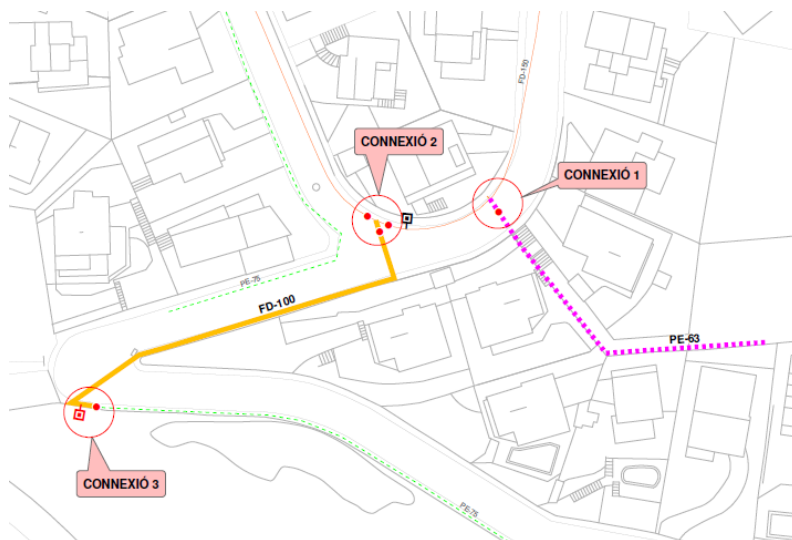 FD-150
CONNEXIÓ 2
CONNEXIÓ 1
PE-75
FD-100
PE-63
CONNEXIÓ 3
PE-75